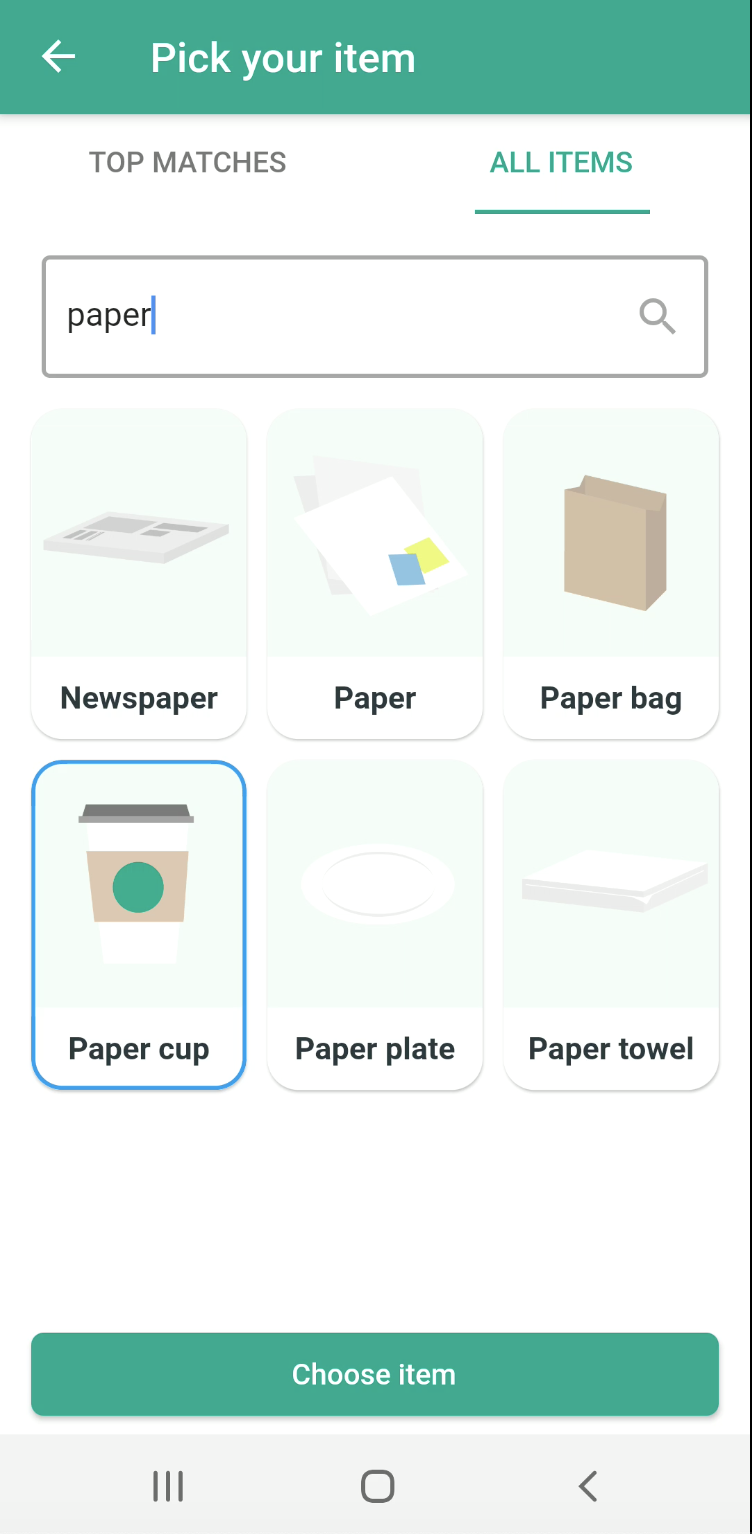 Pick your item
TOP MATCHES
ALL ITEMS
paper
Newspaper
Paper
Paper bag
Paper cup
Paper plate
Paper towel
Choose item